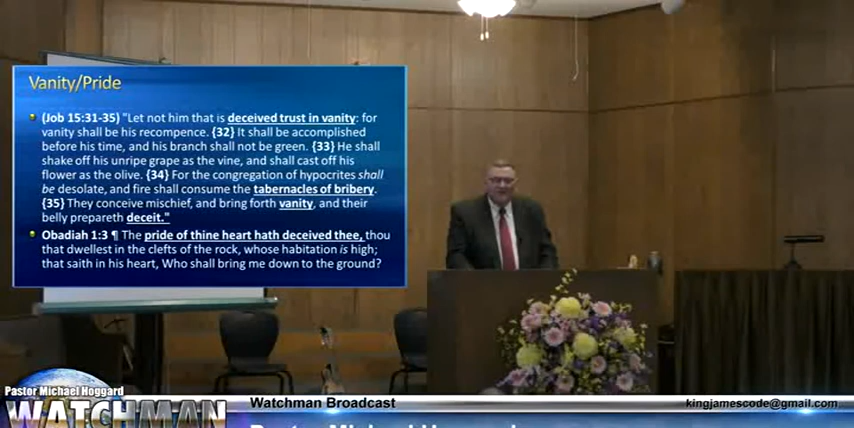 Vanity/Pride
(Job 15:31-35) "Let not him that is deceived trust in vanity: for
vanity shall be his recompence. {32} It shall be accomplished
before his time, and his branch shall not be green. {33} He shall
shake off his unripe grape as the vine, and shall cast off his
flower as the olive. {34} For the congregation of hypocrites shall
be desolate, and fire shall consume the tabernacles of bribery.
{35} They conceive mischief, and bring forth vanity, and their
belly prepareth deceit."
Obadiah 1:3 ¶ The pride of thine heart hath deceived thee, thou
that dwellest in the clefts of the rock, whose habitation is high;
that saith in his heart, Who shall bring me down to the ground?
Pastor Michael Hoggard
WATCHMAN
Watchman Broadcast
kingjamescode@gmail.com